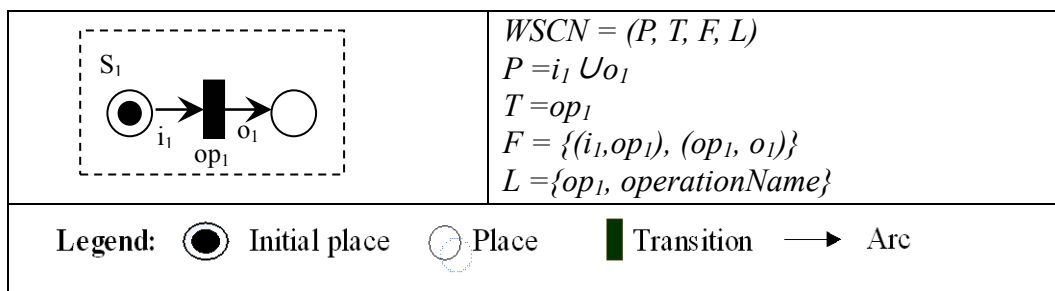 S₁
i₁
op₁
o₁
WSCN = (P, T, F, L)
P =i₁ ∪o₁
T =op₁
F = {(i₁,op₁), (op₁, o₁)}
L ={op₁, operationName}
Legend: Initial place Place Transition Arc